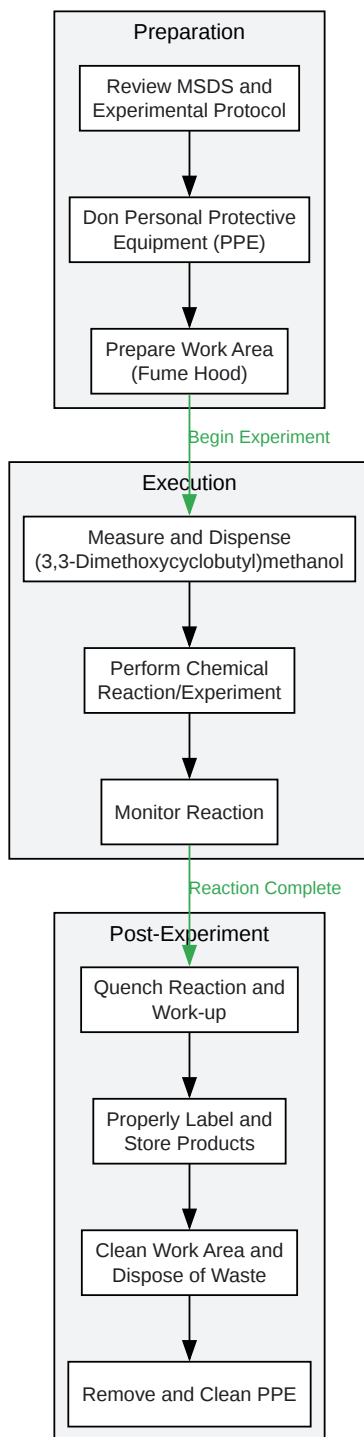 Preparation
Review MSDS and
Experimental Protocol
Don Personal Protective
Equipment (PPE)
Prepare Work Area
(Fume Hood)
Begin Experiment
Execution
Measure and Dispense
(3,3-Dimethoxycyclobutyl)methanol
Perform Chemical
Reaction/Experiment
Monitor Reaction
Reaction Complete
Post-Experiment
Quench Reaction and
Work-up
Properly Label and
Store Products
Clean Work Area and
Dispose of Waste
Remove and Clean PPE